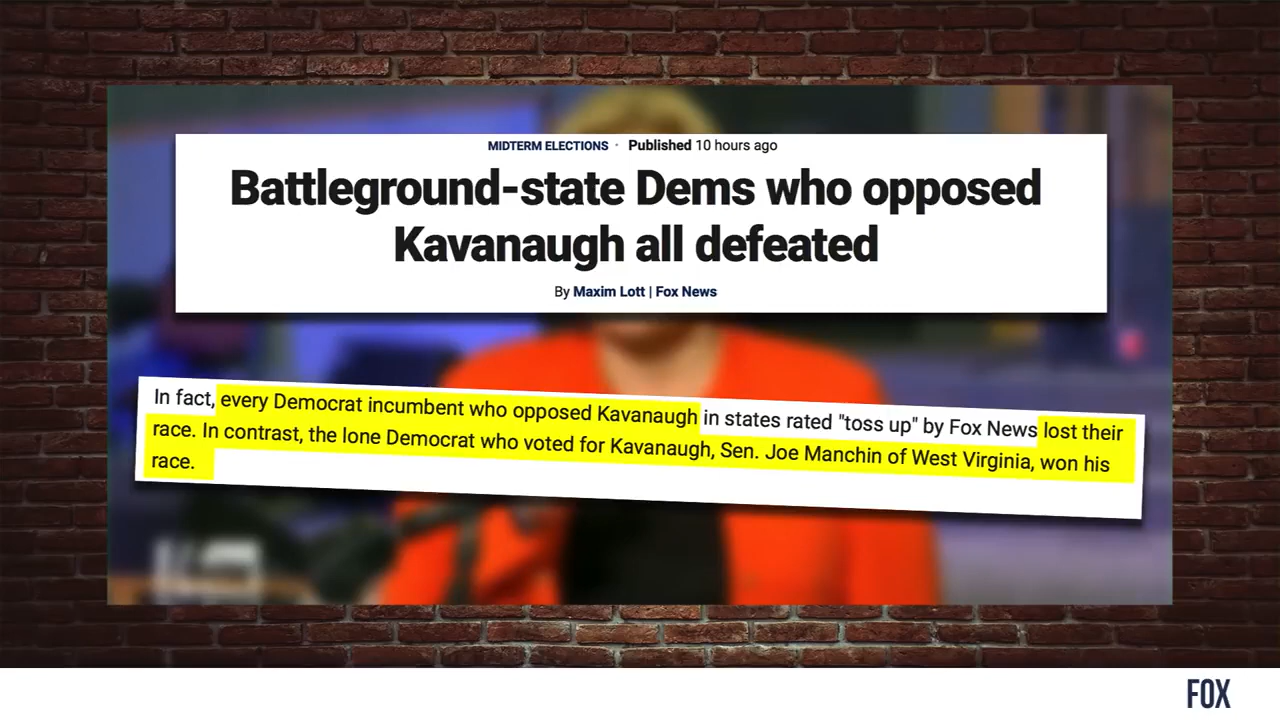 MIDTERM ELECTIONS · Published 10 hours ago
Battleground-state Dems who opposed
Kavanaugh all defeated
By Maxim Lott | Fox News
In fact, every Democrat incumbent who opposed Kavanaugh in states rated "toss up" by Fox News lost their
race. In contrast, the lone Democrat who voted for Kavanaugh, Sen. Joe Manchin of West Virginia, won his
race.
FOX